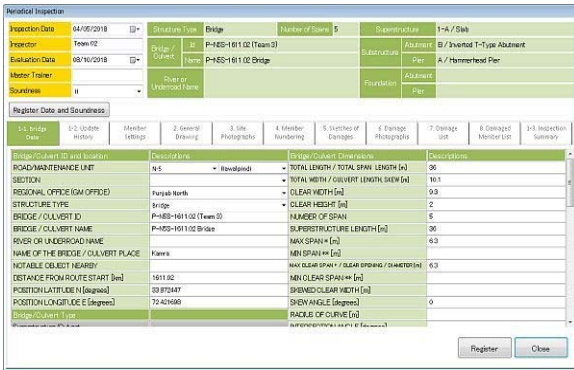 Periodical Inspection
Inspection Date 04/05/2018 Structure Type Bridge Number of Spans 5 Superstructure 1-A / Slab
Inspector Team 02 Bridge / Culvert Id P-N5S-1611.02 (Team 3) Substructure Abutment B / Inverted T-Type Abutment
Evaluation Date 08/10/2018 Name P-N5S-1611.02 Bridge Pier A / Hammerhead Pier
Master Trainer River or Underroad Name Foundation Abutment
Soundness II Pier
Register Date and Soundness
1-1. Bridge Data 1-2. Update History Member Settings 2. General Drawing 3. Site Photographs 4. Member Numbering 5. Sketches of Damages 6. Damage Photographs 7. Damage List 8. Damaged Member List 1-3. Inspection Summary
Bridge/Culvert ID and location Descriptions Bridge/Culvert Dimensions Descriptions
ROAD/MAINTENANCE UNIT N-5 Rawalpindi TOTAL LENGTH / TOTAL SPAN LENGTH [m] 36
SECTION TOTAL WIDTH / CULVERT LENGTH, SKEW [m] 10.1
REGIONAL OFFICE (GM OFFICE) Punjab North CLEAR WIDTH [m] 9.3
STRUCTURE TYPE Bridge CLEAR HEIGHT [m] 2
BRIDGE / CULVERT ID P-N5S-1611.02 (Team 3) NUMBER OF SPAN 5
BRIDGE / CULVERT NAME P-N5S-1611.02 Bridge SUPERSTRUCTURE LENGTH [m] 36
RIVER OR UNDERROAD NAME MAX SPAN * [m] 6.3
NAME OF THE BRIDGE / CULVERT PLACE Kamra MIN SPAN ** [m]
NOTABLE OBJECT NEARBY MAX CLEAR SPAN * / CLEAR OPENING / DIAMETER [m] 6.3
DISTANCE FROM ROUTE START [km] 1611.02 MIN CLEAR SPAN ** [m]
POSITION LATITUDE N [degrees] 33.872447 SKEWED CLEAR WIDTH [m]
POSITION LONGITUDE E [degrees] 72.421698 SKEW ANGLE [degrees] 0
Bridge/Culvert Type RADIUS OF CURVE [m]
Superstructure/Culvert INTERSECTION ANGLE [degrees]
Register Close